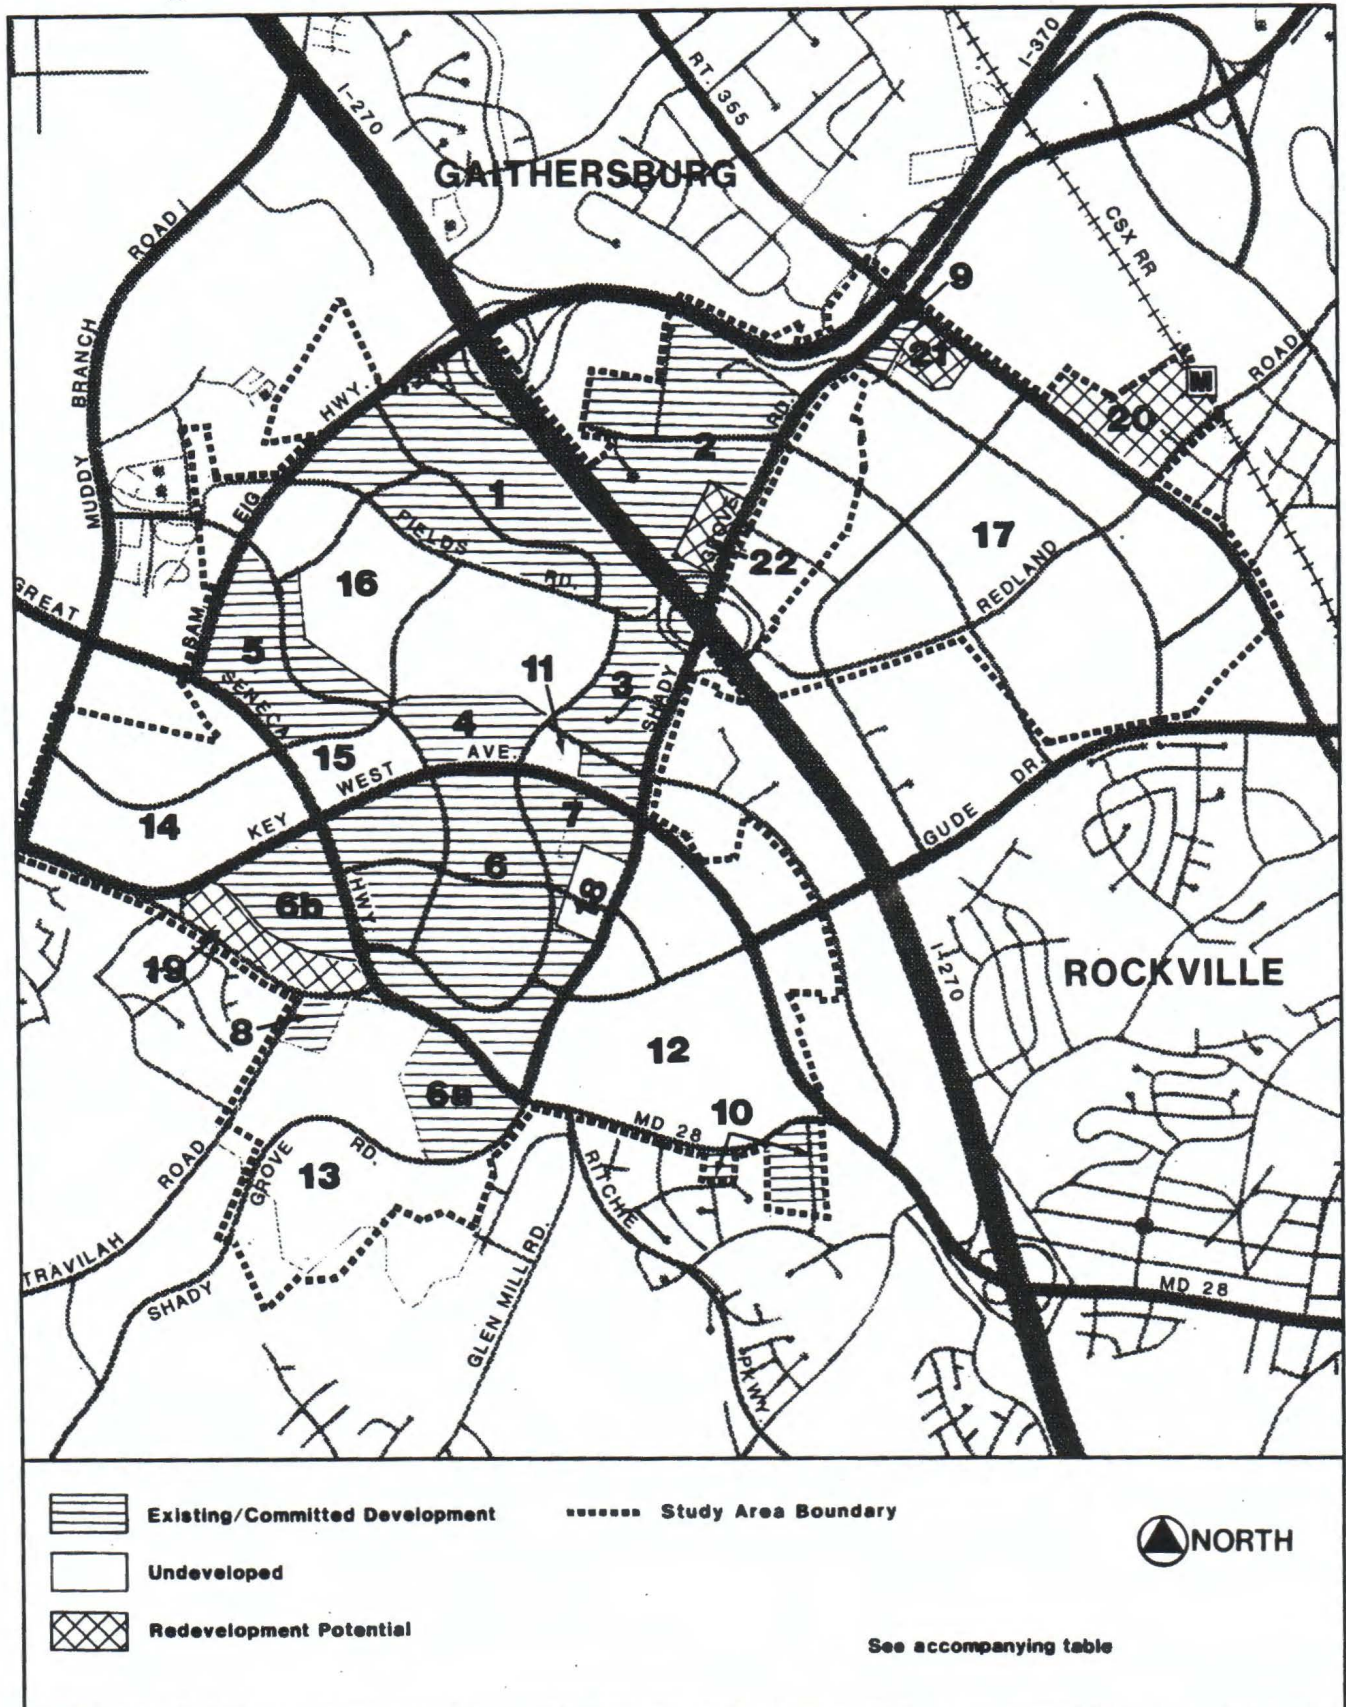 I-270
RT. 355
I-370
GAITHERSBURG
CSX RR
ROAD
MUDDY BRANCH
9
21
M
ROAD
20
HWY.
RD.
2
1
EIG
FIELDS
RD.
GROVE
22
17
REDLAND
16
GREAT
BAM
5
SENECA
11
3
SHADY
4
AVE.
15
WEST
KEY
14
7
DR.
GUDE
6
18
6b
HWY.
19
I-270
ROCKVILLE
8
12
6a
MD 28
10
ROAD
GROVE
RD.
13
RITCHIE
TRAVILAH
SHADY
GLEN MILL RD.
MD 28
PKWY.
Existing/Committed Development
Study Area Boundary
NORTH
Undeveloped
Redevelopment Potential
See accompanying table